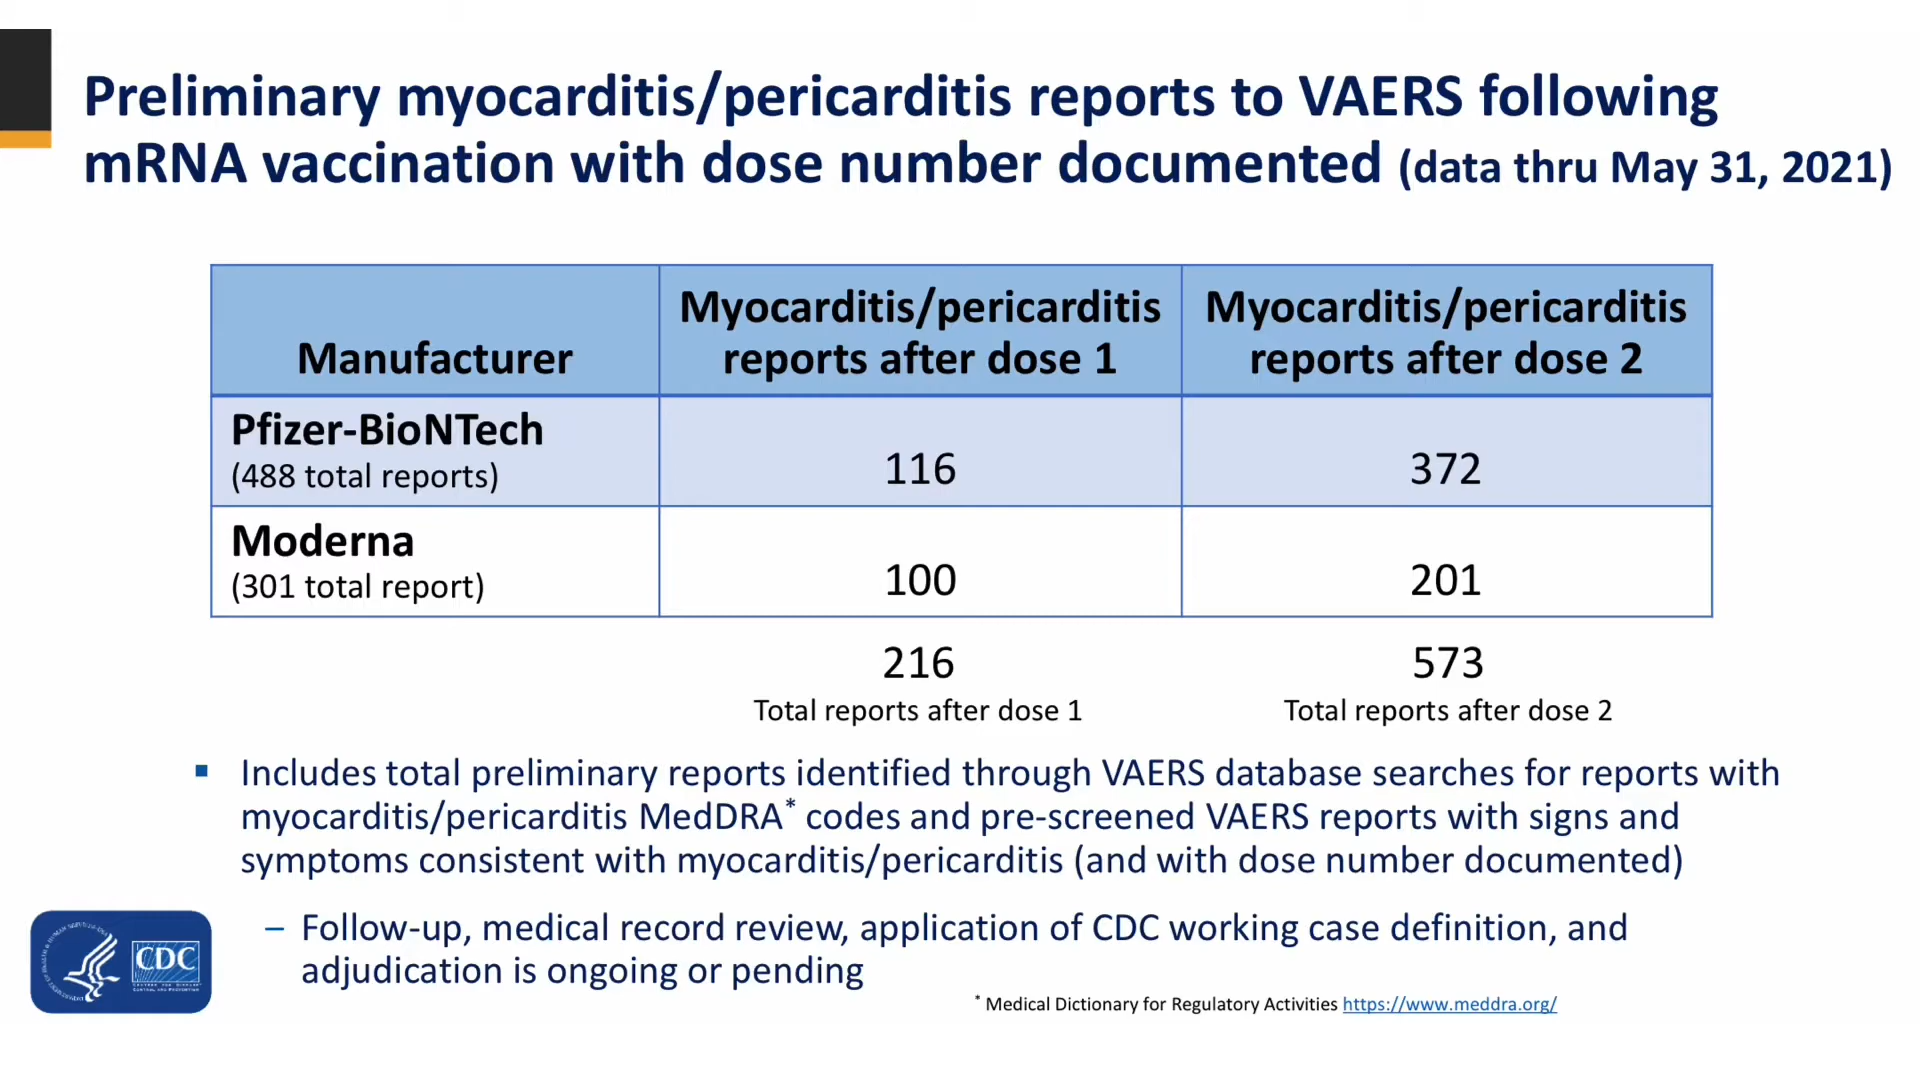 Preliminary myocarditis/pericarditis reports to VAERS following
mRNA vaccination with dose number documented (data thru May 31, 2021)
Manufacturer
Myocarditis/pericarditis
reports after dose 1
Myocarditis/pericarditis
reports after dose 2
Pfizer-BioNTech
(488 total reports)
116
372
Moderna
(301 total report)
100
201
216
573
Total reports after dose 1
Total reports after dose 2
▪ Includes total preliminary reports identified through VAERS database searches for reports with
myocarditis/pericarditis MedDRA* codes and pre-screened VAERS reports with signs and
symptoms consistent with myocarditis/pericarditis (and with dose number documented)
– Follow-up, medical record review, application of CDC working case definition, and
adjudication is ongoing or pending
CDC
* Medical Dictionary for Regulatory Activities https://www.meddra.org/